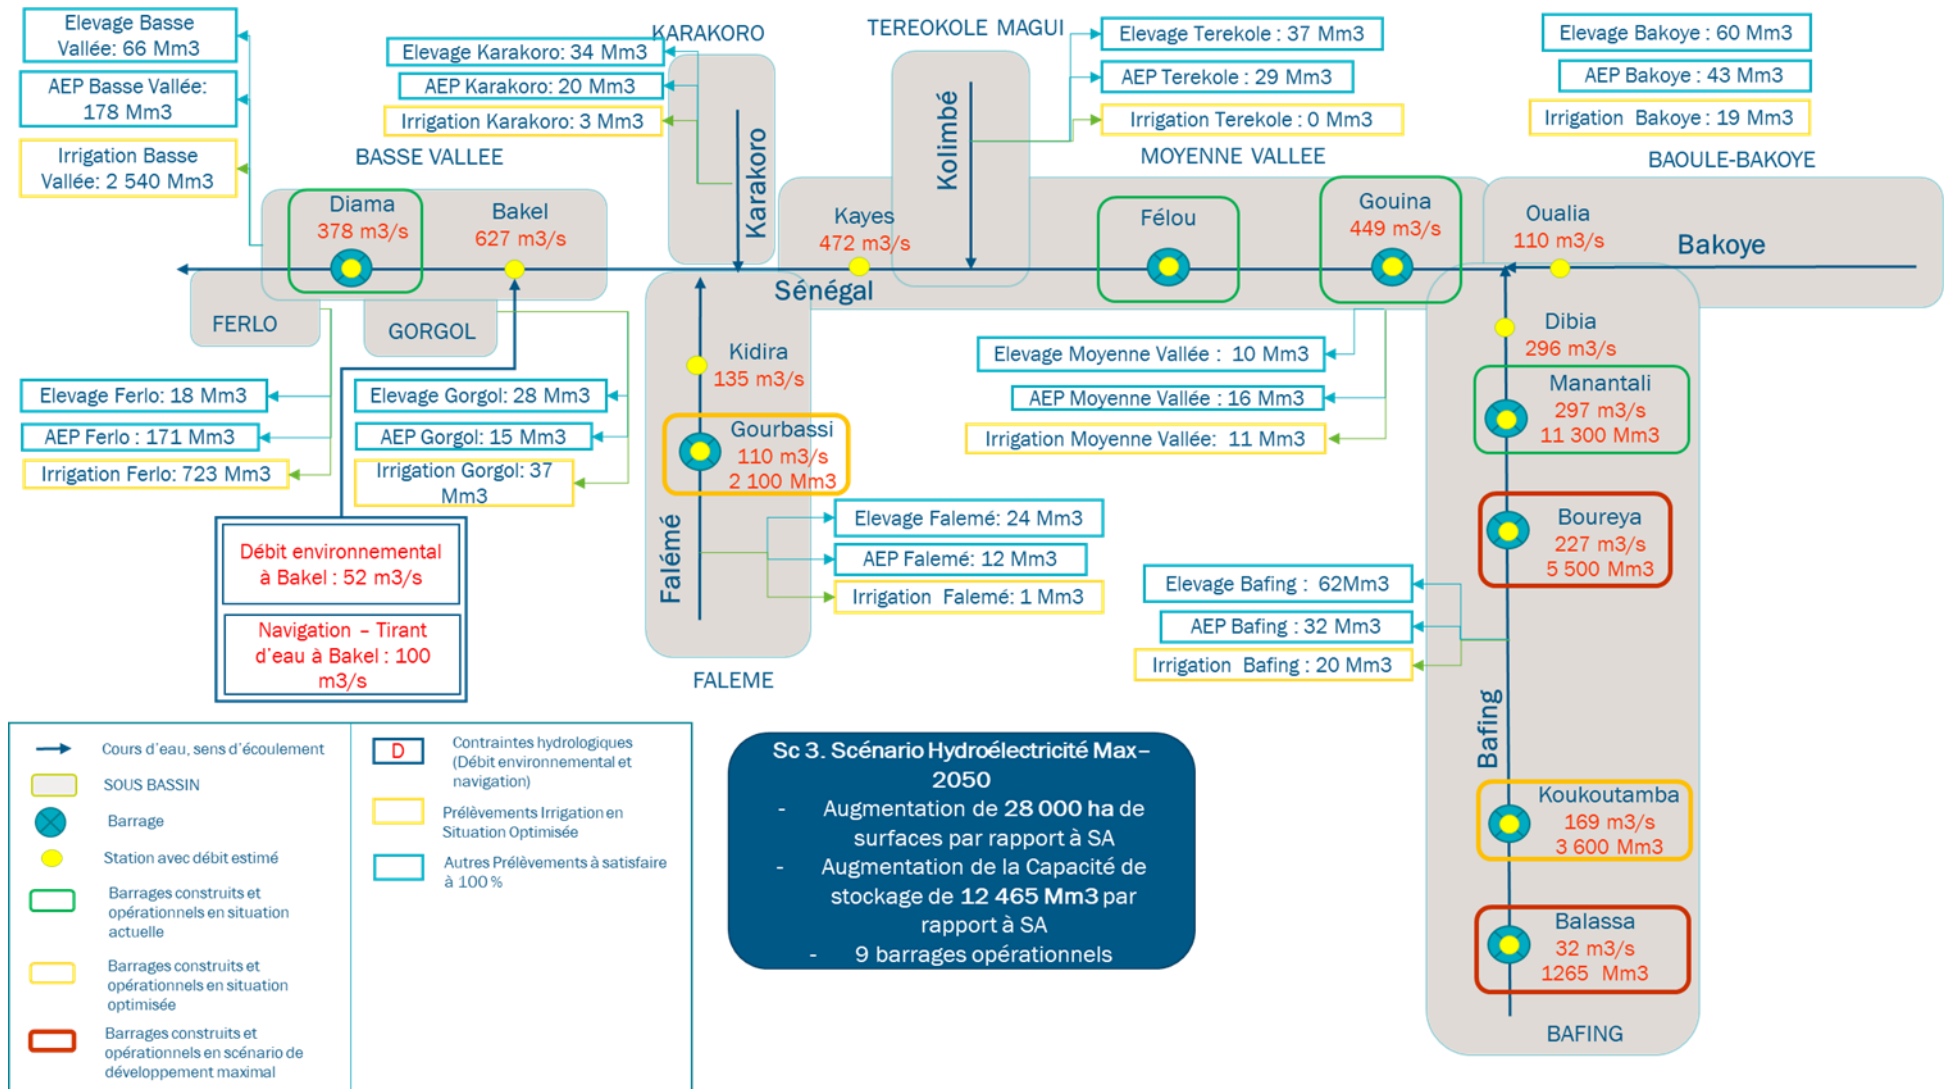 Elevage Basse
Vallée: 66 Mm3
AEP Basse Vallée:
178 Mm3
Irrigation Basse
Vallée: 2 540 Mm3
Elevage Karakoro: 34 Mm3
AEP Karakoro: 20 Mm3
Irrigation Karakoro: 3 Mm3
BASSE VALLEE
KARAKORO
Karakoro
TEREOKOLE MAGUI
Kolimbé
Elevage Terekole : 37 Mm3
AEP Terekole : 29 Mm3
Irrigation Terekole : 0 Mm3
MOYENNE VALLEE
Elevage Bakoye : 60 Mm3
AEP Bakoye : 43 Mm3
Irrigation Bakoye : 19 Mm3
BAOULE-BAKOYE
Diama
378 m3/s
Bakel
627 m3/s
Kayes
472 m3/s
Félou
Gouina
449 m3/s
Oualia
110 m3/s
Bakoye
Sénégal
FERLO
GORGOL
Elevage Ferlo: 18 Mm3
AEP Ferlo : 171 Mm3
Irrigation Ferlo: 723 Mm3
Elevage Gorgol: 28 Mm3
AEP Gorgol: 15 Mm3
Irrigation Gorgol: 37
Mm3
Débit environnemental
à Bakel : 52 m3/s
Navigation – Tirant
d'eau à Bakel : 100
m3/s
Kidira
135 m3/s
Gourbassi
110 m3/s
2 100 Mm3
Falémé
Elevage Falemé: 24 Mm3
AEP Falemé: 12 Mm3
Irrigation Falemé: 1 Mm3
FALEME
Elevage Moyenne Vallée : 10 Mm3
AEP Moyenne Vallée : 16 Mm3
Irrigation Moyenne Vallée: 11 Mm3
Dibia
296 m3/s
Manantali
297 m3/s
11 300 Mm3
Boureya
227 m3/s
5 500 Mm3
Elevage Bafing : 62Mm3
AEP Bafing : 32 Mm3
Irrigation Bafing : 20 Mm3
Bafing
Koukoutamba
169 m3/s
3 600 Mm3
Balassa
32 m3/s
1265 Mm3
BAFING
Cours d'eau, sens d'écoulement
SOUS BASSIN
Barrage
Station avec débit estimé
Barrages construits et
opérationnels en situation
actuelle
Barrages construits et
opérationnels en situation
optimisée
Barrages construits et
opérationnels en scénario de
développement maximal
D
Contraintes hydrologiques
(Débit environnemental et
navigation)
Prélèvements Irrigation en
Situation Optimisée
Autres Prélèvements à satisfaire
à 100 %
Sc 3. Scénario Hydroélectricité Max–
2050
- Augmentation de 28 000 ha de
surfaces par rapport à SA
- Augmentation de la Capacité de
stockage de 12 465 Mm3 par
rapport à SA
- 9 barrages opérationnels